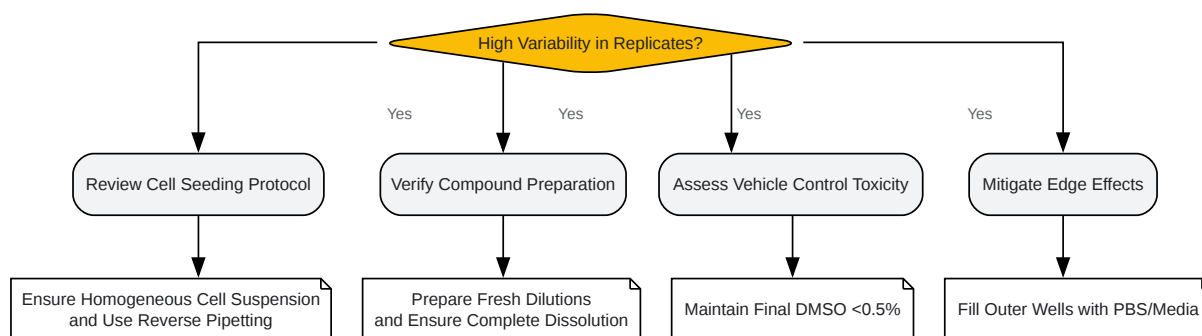 High Variability in Replicates?
Yes
Yes
Yes
Yes
Review Cell Seeding Protocol
Verify Compound Preparation
Assess Vehicle Control Toxicity
Mitigate Edge Effects
Ensure Homogeneous Cell Suspension
and Use Reverse Pipetting
Prepare Fresh Dilutions
and Ensure Complete Dissolution
Maintain Final DMSO <0.5%
Fill Outer Wells with PBS/Media